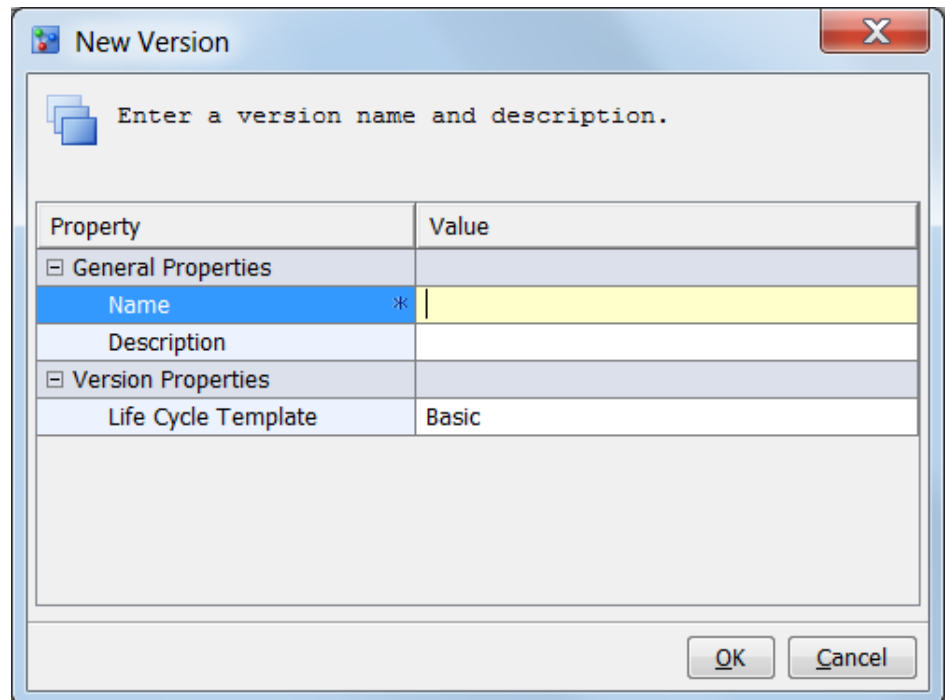 New Version
Enter a version name and description.
Property Value
General Properties
Name *
Description
Version Properties
Life Cycle Template Basic
OK Cancel